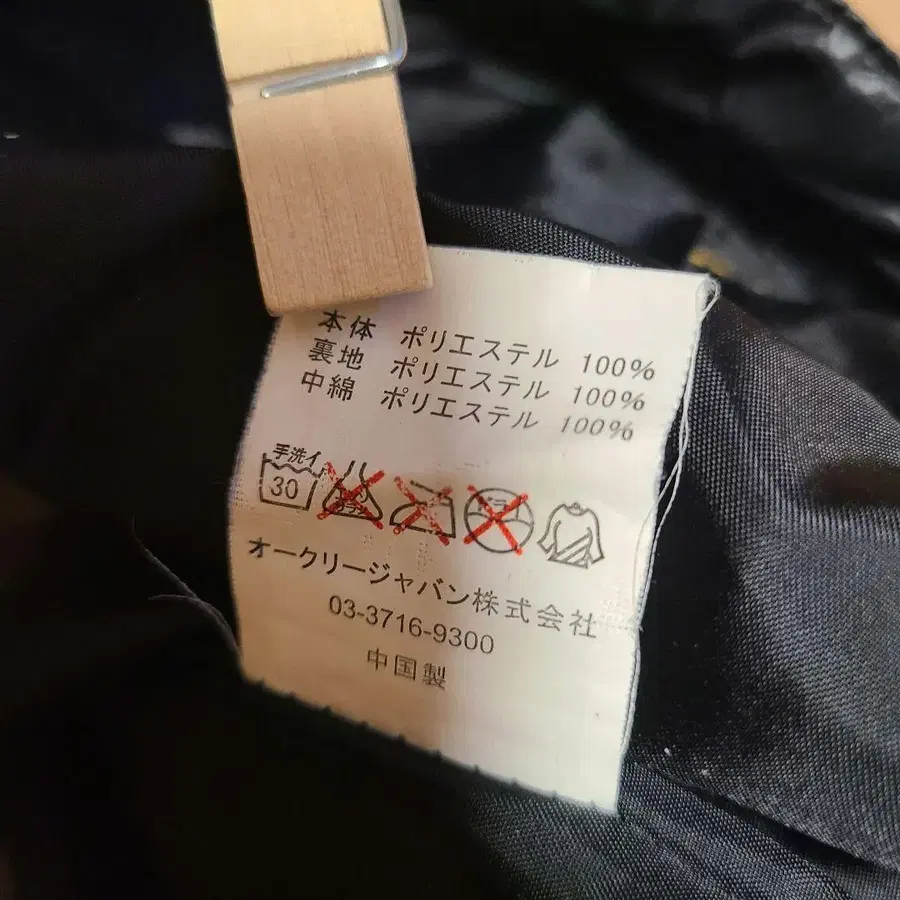 本体 ポリエステル 100%
裏地 ポリエステル 100%
中綿 ポリエステル 100%
手洗イ
30
オークリージャパン株式会社
03-3716-9300
中国製